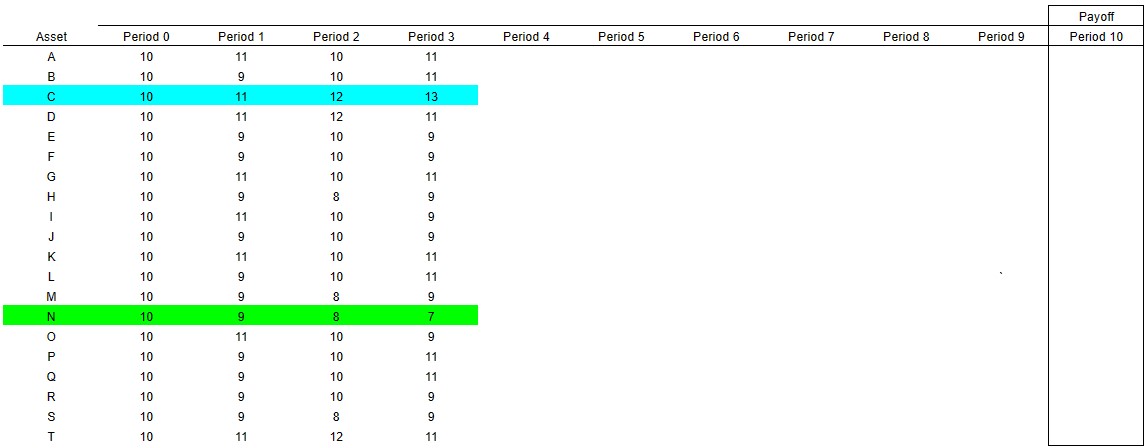 Payoff
Asset Period 0 Period 1 Period 2 Period 3 Period 4 Period 5 Period 6 Period 7 Period 8 Period 9 Period 10
A 10 11 10 11
B 10 9 10 11
C 10 11 12 13
D 10 11 12 11
E 10 9 10 9
F 10 9 10 9
G 10 11 10 11
H 10 9 8 9
I 10 11 10 9
J 10 9 10 9
K 10 11 10 11
L 10 9 10 11
M 10 9 8 9
N 10 9 8 7
O 10 11 10 9
P 10 9 10 11
Q 10 9 10 11
R 10 9 10 9
S 10 9 8 9
T 10 11 12 11